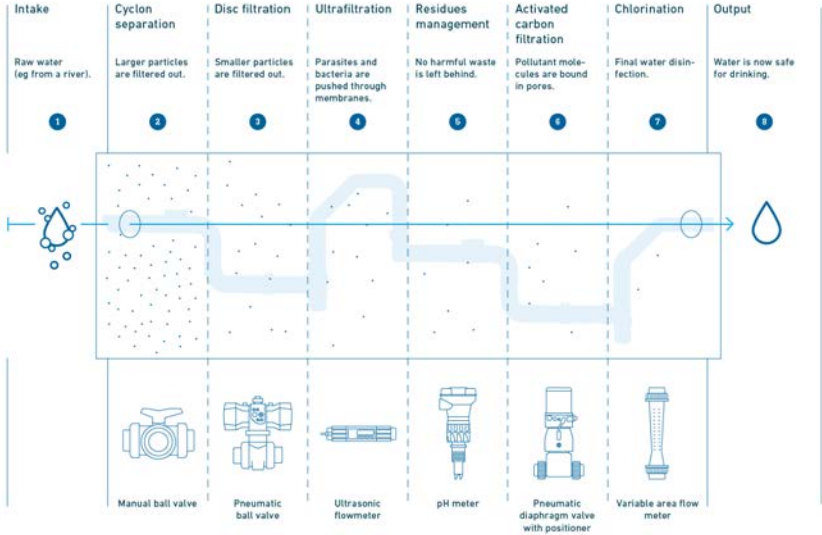 Intake
Raw water
(eg from a river).
1
Cyclon
separation
Larger particles
are filtered out.
2
Disc filtration
Smaller particles
are filtered out.
3
Ultrafiltration
Parasites and
bacteria are
pushed through
membranes.
4
Residues
management
No harmful waste
is left behind.
5
Activated
carbon
filtration
Pollutant mole-
cules are bound
in pores.
6
Chlorination
Final water disin-
fection.
7
Output
Water is now safe
for drinking.
8
Manual ball valve
Pneumatic
ball valve
Ultrasonic
flowmeter
pH meter
Pneumatic
diaphragm valve
with positioner
Variable area flow
meter